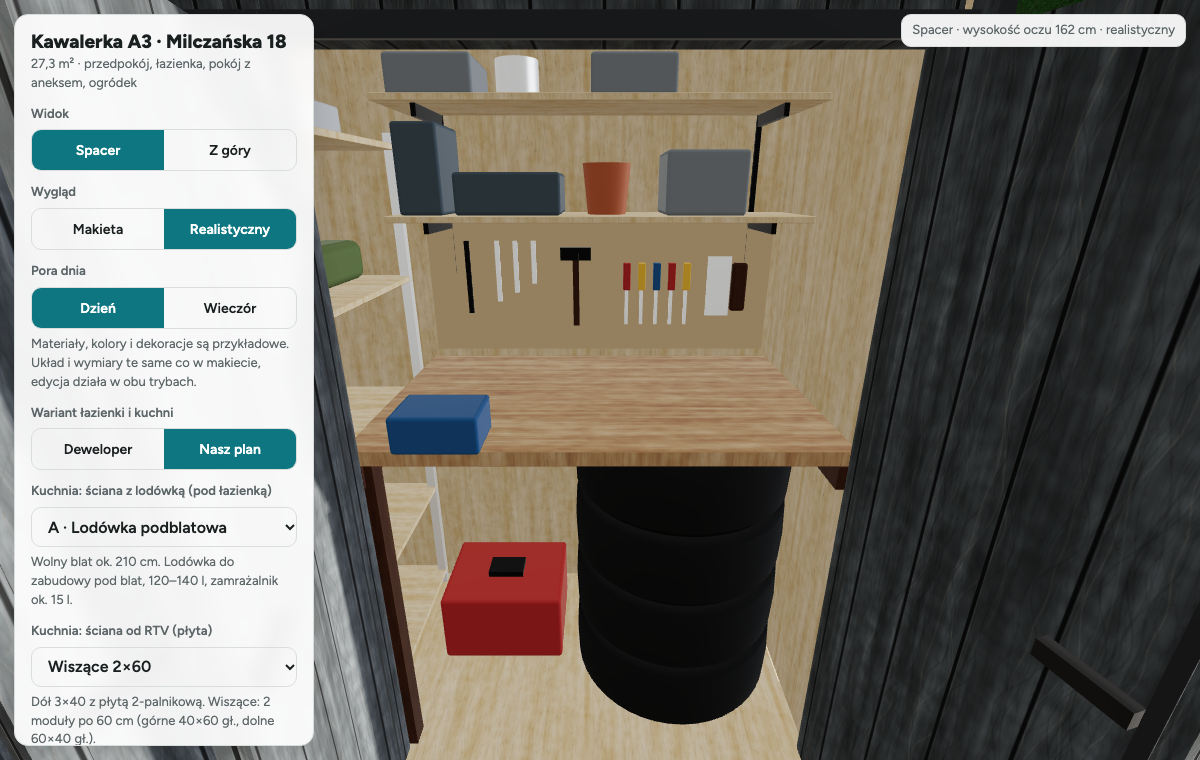 Kawalerka A3 · Milczańska 18
27,3 m² · przedpokój, łazienka, pokój z
aneksem, ogródek
Widok
Spacer
Z góry
Wygląd
Makieta
Realistyczny
Pora dnia
Dzień
Wieczór
Materiały, kolory i dekoracje są przykładowe.
Układ i wymiary te same co w makiecie,
edycja działa w obu trybach.
Wariant łazienki i kuchni
Deweloper
Nasz plan
Kuchnia: ściana z lodówką (pod łazienką)
A · Lodówka podblatowa
Wolny blat ok. 210 cm. Lodówka do
zabudowy pod blat, 120–140 l, zamrażalnik
ok. 15 l.
Kuchnia: ściana od RTV (płyta)
Wiszące 2×60
Dół 3×40 z płytą 2-palnikową. Wiszące: 2
moduły po 60 cm (górne 40×60 gł., dolne
60×40 gł.).
Spacer · wysokość oczu 162 cm · realistyczny